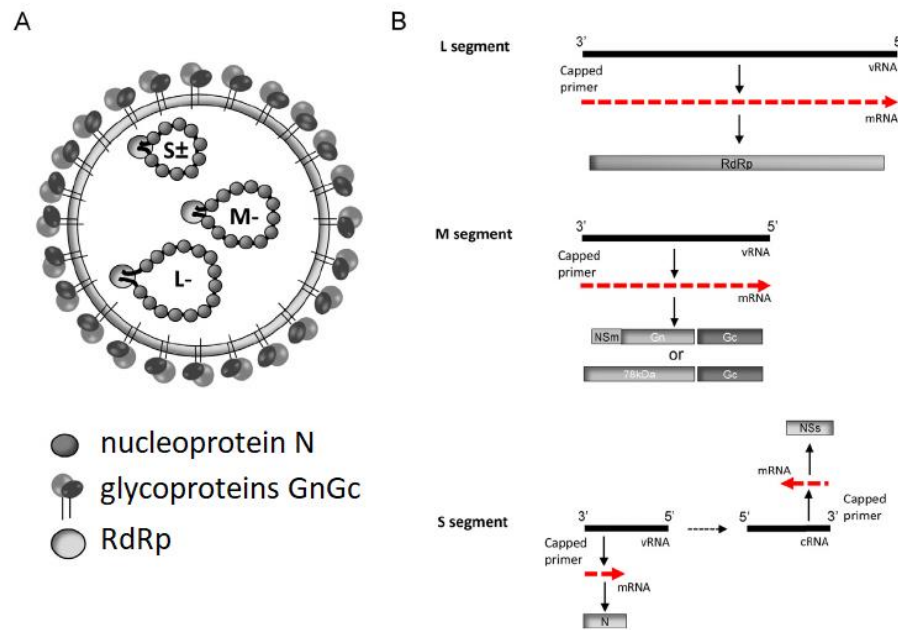 A
S±
M-
L-
nucleoprotein N
glycoproteins GnGc
RdRp
B
L segment
3’
5’
vRNA
Capped
primer
mRNA
RdRp
M segment
3’
5’
vRNA
Capped
primer
mRNA
NSm
Gn
Gc
or
78kDa
Gc
S segment
3’
5’
vRNA
Capped
primer
mRNA
N
NSs
mRNA
Capped
primer
5’
3’
cRNA